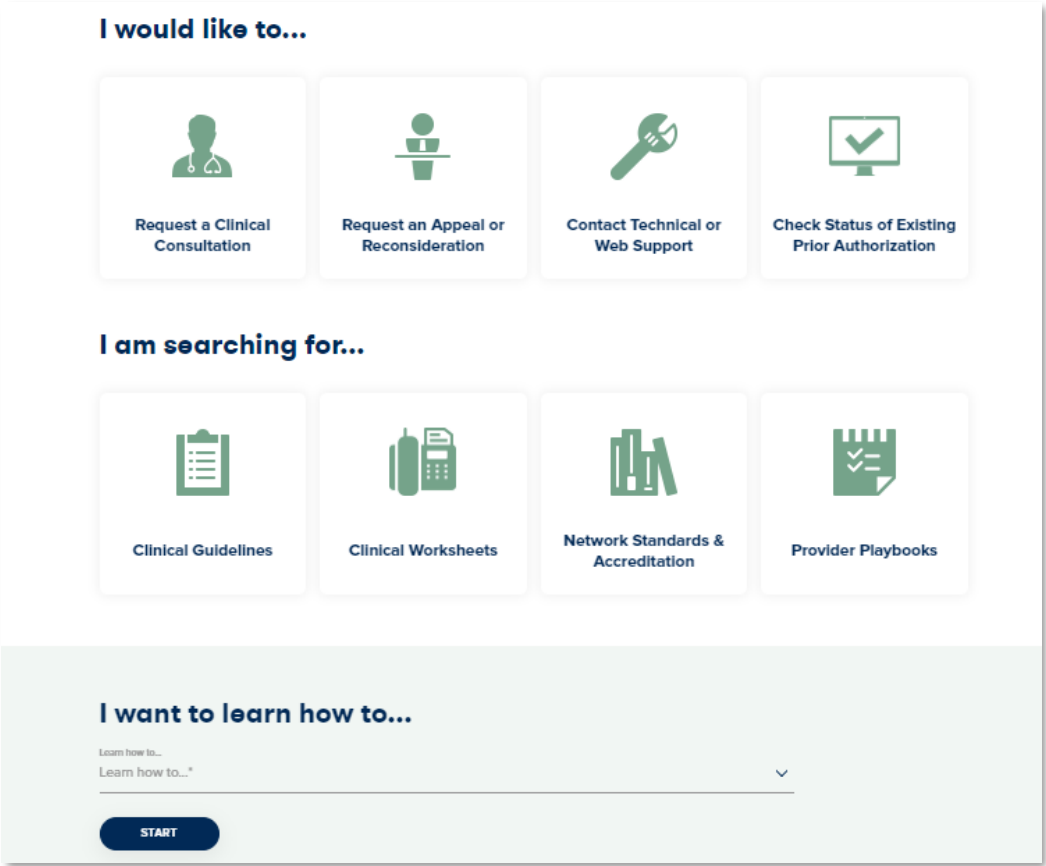 I would like to...
Request a Clinical
Consultation
Request an Appeal or
Reconsideration
Contact Technical or
Web Support
Check Status of Existing
Prior Authorization
I am searching for...
Clinical Guidelines
Clinical Worksheets
Network Standards &
Accreditation
Provider Playbooks
I want to learn how to...
Learn how to...
Learn how to...*
START